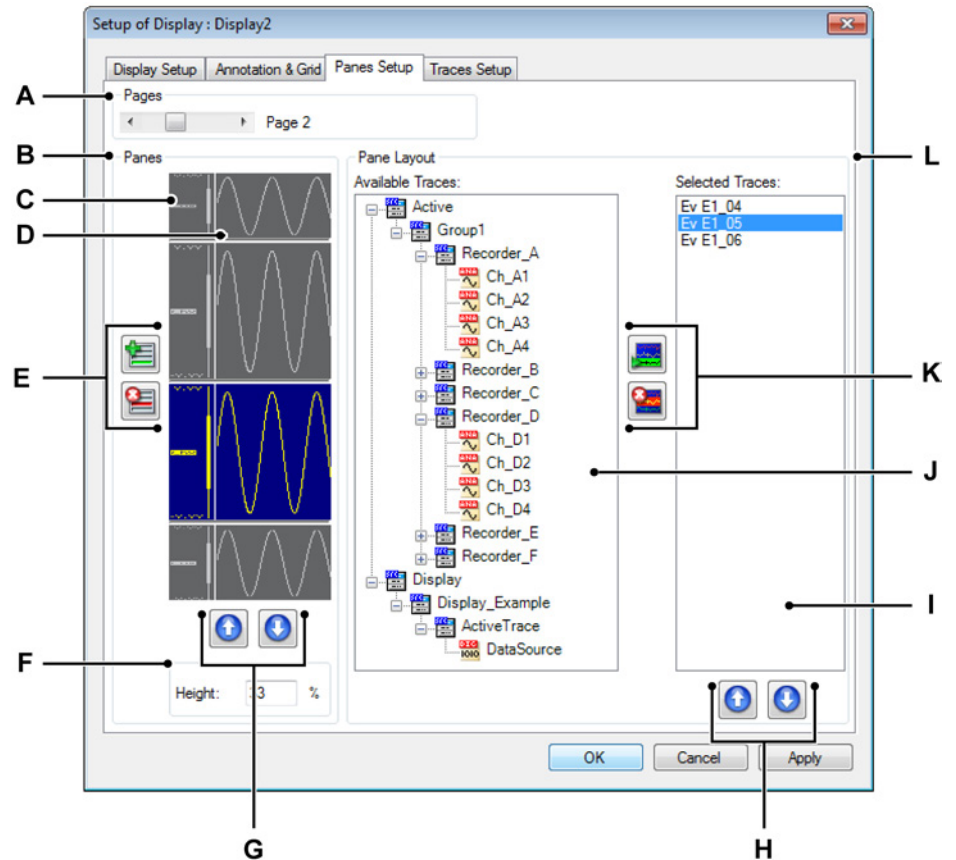 Setup of Display : Display2
Display Setup Annotation & Grid Panes Setup Traces Setup
A
Pages
Page 2
B
Panes
Pane Layout
L
C
D
Available Traces:
Selected Traces:
Active
Group1
Recorder_A
Ch_A1
Ch_A2
Ch_A3
Ch_A4
Recorder_B
Recorder_C
Recorder_D
Ch_D1
Ch_D2
Ch_D3
Ch_D4
Recorder_E
Recorder_F
Display
Display_Example
ActiveTrace
DataSource
Ev E1_04
Ev E1_05
Ev E1_06
E
K
J
I
F
Height: %
OK Cancel Apply
G
H